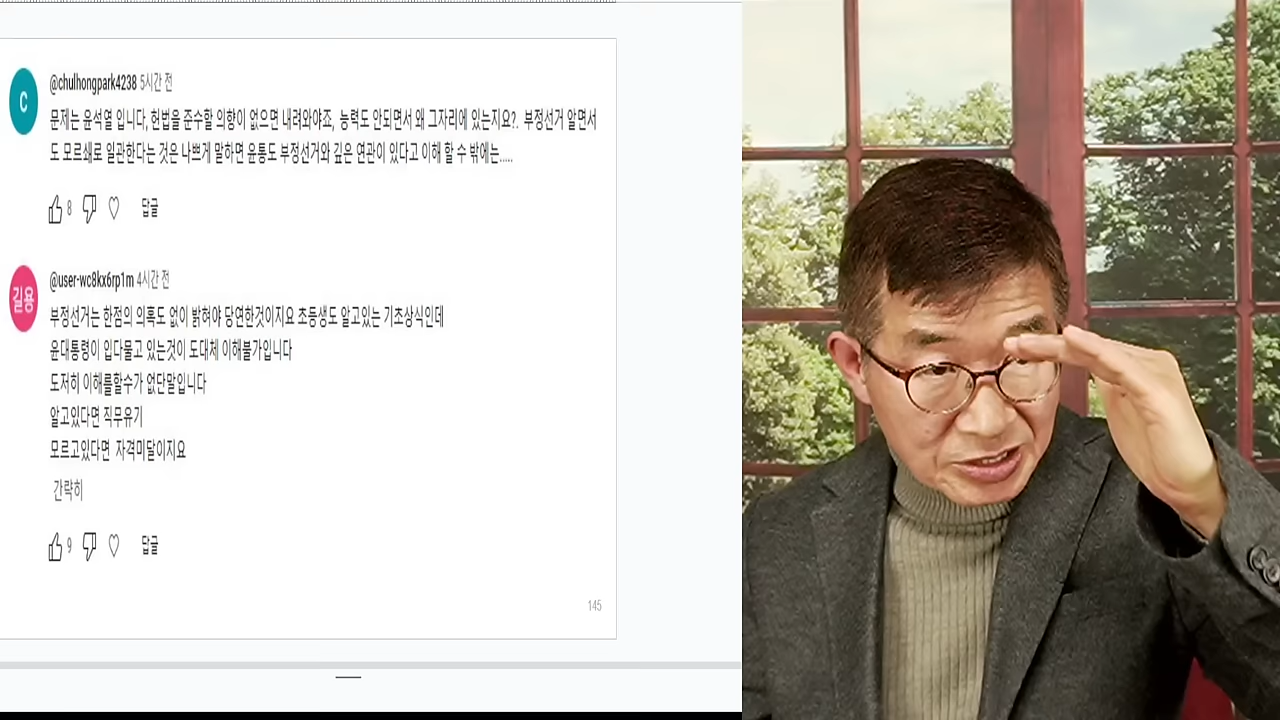 C
@chulhongpark4238 5시간 전
문제는 윤석열 입니다, 헌법을 준수할 의향이 없으면 내려와야죠, 능력도 안되면서 왜 그자리에 있는지요?. 부정선거 알면서
도 모르쇄로 일관한다는 것은 나쁘게 말하면 윤통도 부정선거와 깊은 연관이 있다고 이해 할 수 밖에는.....
8 답글
길용
@user-wc8kx6rp1m 4시간 전
부정선거는 한점의 의혹도 없이 밝혀야 당연한것이지요 초등생도 알고있는 기초상식인데
윤대통령이 입다물고 있는것이 도대체 이해불가입니다
도저히 이해를할수가 없단말입니다
알고있다면 직무유기
모르고있다면 자격미달이지요
간략히
9 답글
145